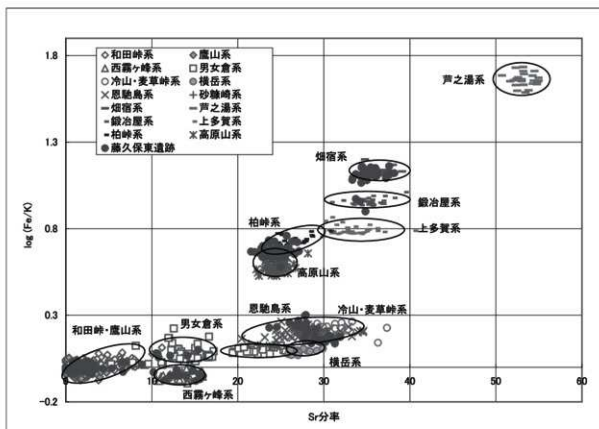 1.8
1.3
0.8
0.3
−0.2
log (Fe/K)
0
10
20
30
40
50
60
Sr分率
和田峠系
鷹山系
西霧ヶ峰系
男女倉系
冷山・麦草峠系
横岳系
恩馳島系
砂糠崎系
畑宿系
芦之湯系
鍛冶屋系
上多賀系
柏峠系
高原山系
藤久保東遺跡
芦之湯系
畑宿系
鍛冶屋系
上多賀系
柏峠系
高原山系
恩馳島系
冷山・麦草峠系
男女倉系
和田峠・鷹山系
横岳系
西霧ヶ峰系